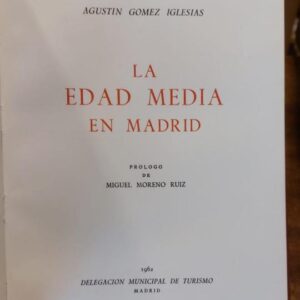 AGUSTIN GOMEZ IGLESIAS
LA
EDAD MEDIA
EN MADRID
PROLOGO
DE
MIGUEL MORENO RUIZ
1962
DELEGACION MUNICIPAL DE TURISMO
MADRID